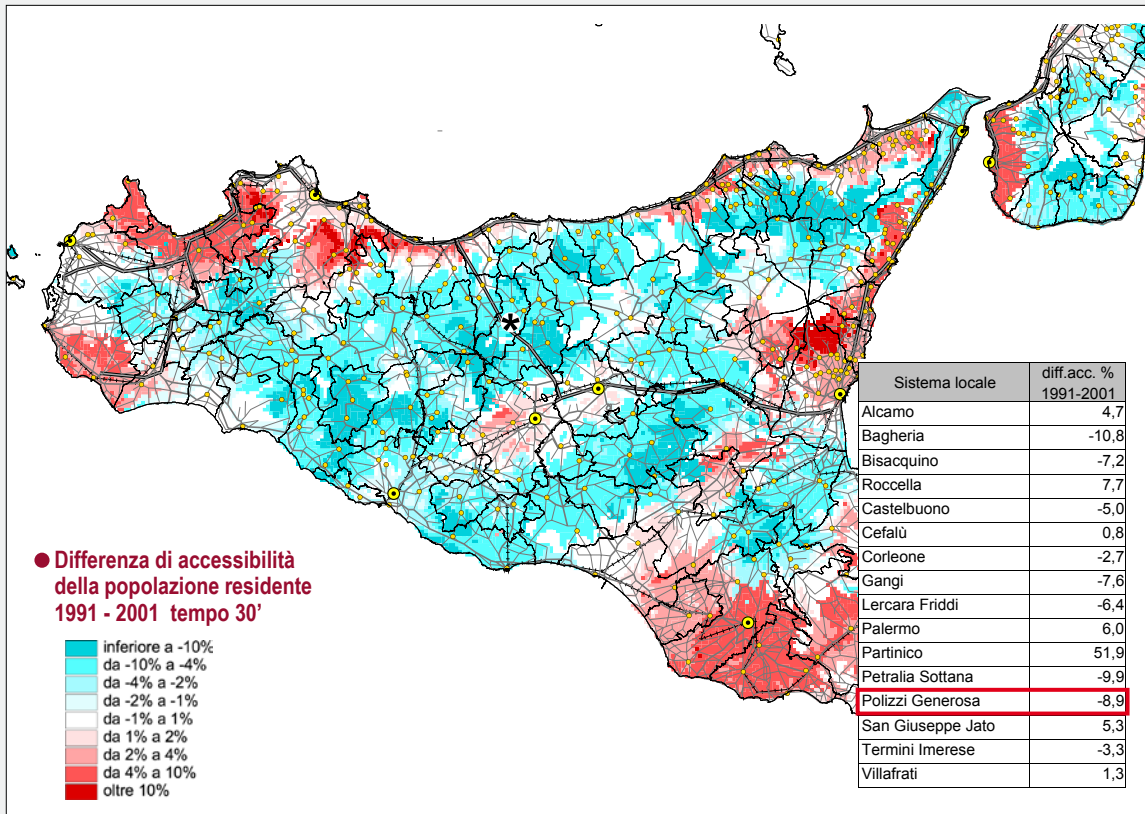 Sistema locale diff.acc. % 1991-2001
Alcamo 4,7
Bagheria -10,8
Bisacquino -7,2
Roccella 7,7
Castelbuono -5,0
Cefalù 0,8
Corleone -2,7
Gangi -7,6
Lercara Friddi -6,4
Palermo 6,0
Partinico 51,9
Petralia Sottana -9,9
Polizzi Generosa -8,9
San Giuseppe Jato 5,3
Termini Imerese -3,3
Villafrati 1,3
Differenza di accessibilità
della popolazione residente
1991 - 2001 tempo 30'
inferiore a -10%
da -10% a -4%
da -4% a -2%
da -2% a -1%
da -1% a 1%
da 1% a 2%
da 2% a 4%
da 4% a 10%
oltre 10%